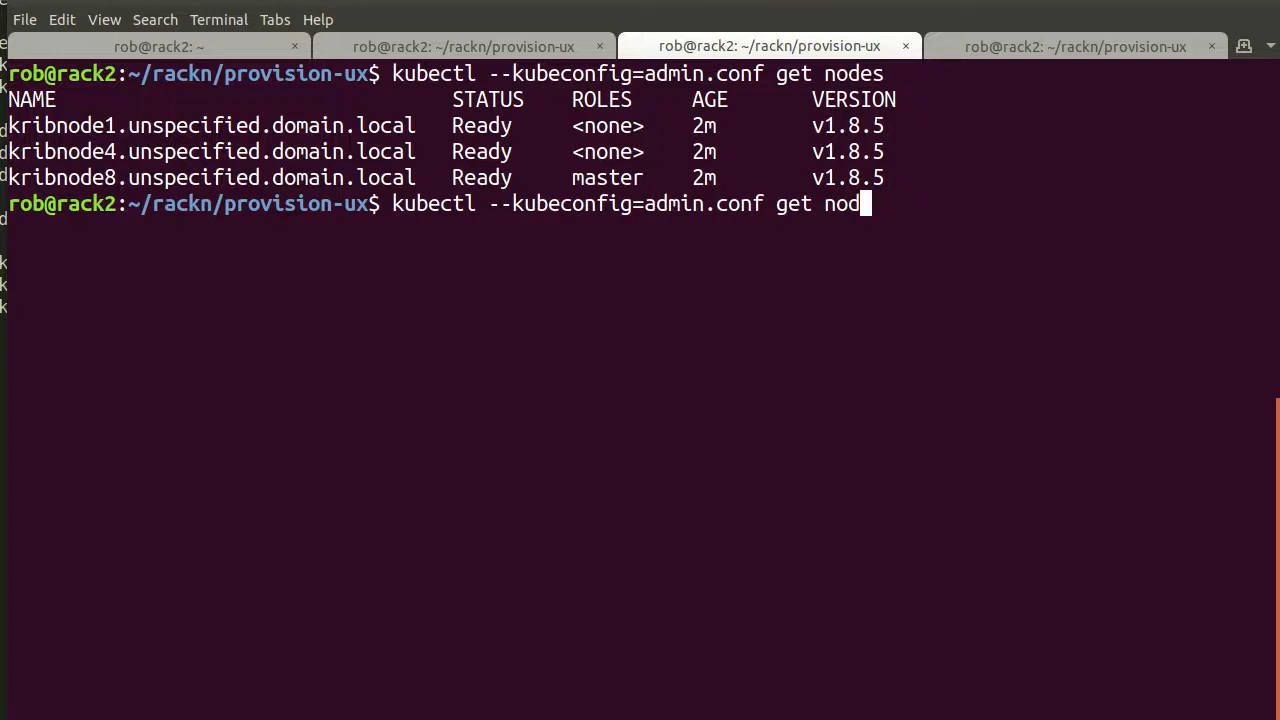 File Edit View Search Terminal Tabs Help
rob@rack2: ~ × rob@rack2: ~/rackn/provision-ux × rob@rack2: ~/rackn/provision-ux × rob@rack2: ~/rackn/provision-ux ×
rob@rack2:~/rackn/provision-ux$ kubectl --kubeconfig=admin.conf get nodes
NAME STATUS ROLES AGE VERSION
kribnode1.unspecified.domain.local Ready <none> 2m v1.8.5
kribnode4.unspecified.domain.local Ready <none> 2m v1.8.5
kribnode8.unspecified.domain.local Ready master 2m v1.8.5
rob@rack2:~/rackn/provision-ux$ kubectl --kubeconfig=admin.conf get nod